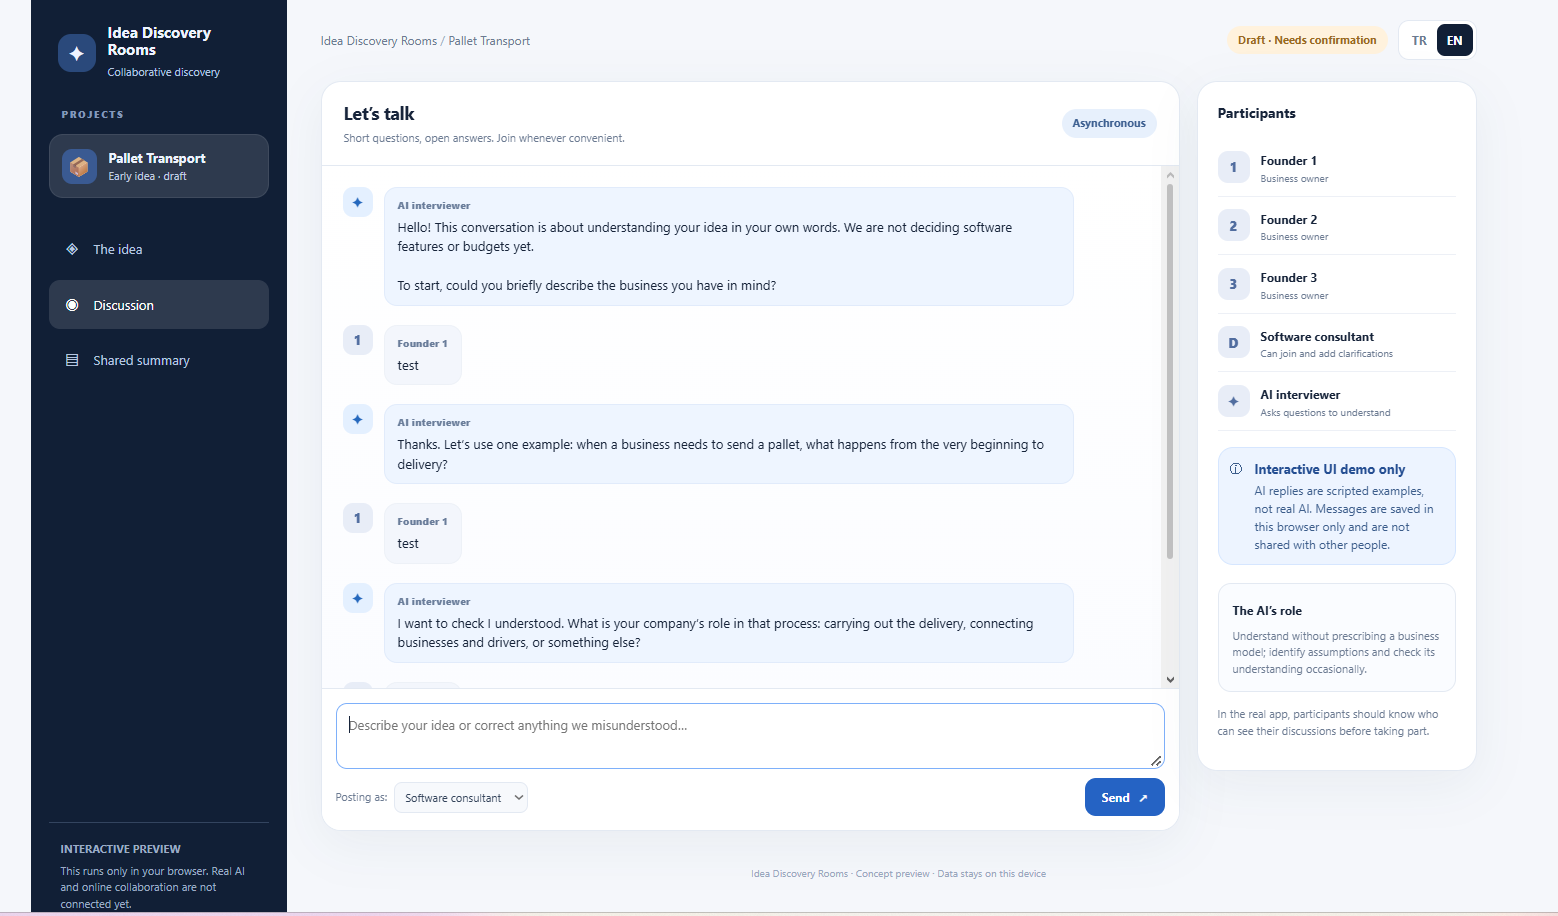 Idea Discovery
Rooms
Collaborative discovery
PROJECTS
Pallet Transport
Early idea · draft
The idea
Discussion
Shared summary
INTERACTIVE PREVIEW
This runs only in your browser. Real AI
and online collaboration are not
connected yet.
Idea Discovery Rooms / Pallet Transport
Draft · Needs confirmation
TR
EN
Let’s talk
Short questions, open answers. Join whenever convenient.
Asynchronous
AI interviewer
Hello! This conversation is about understanding your idea in your own words. We are not deciding software
features or budgets yet.
To start, could you briefly describe the business you have in mind?
1
Founder 1
test
AI interviewer
Thanks. Let’s use one example: when a business needs to send a pallet, what happens from the very beginning to
delivery?
1
Founder 1
test
AI interviewer
I want to check I understood. What is your company’s role in that process: carrying out the delivery, connecting
businesses and drivers, or something else?
Describe your idea or correct anything we misunderstood...
Posting as:
Software consultant
Send ↗
Participants
1
Founder 1
Business owner
2
Founder 2
Business owner
3
Founder 3
Business owner
D
Software consultant
Can join and add clarifications
AI interviewer
Asks questions to understand
Interactive UI demo only
AI replies are scripted examples,
not real AI. Messages are saved in
this browser only and are not
shared with other people.
The AI’s role
Understand without prescribing a business
model; identify assumptions and check its
understanding occasionally.
In the real app, participants should know who
can see their discussions before taking part.
Idea Discovery Rooms · Concept preview · Data stays on this device